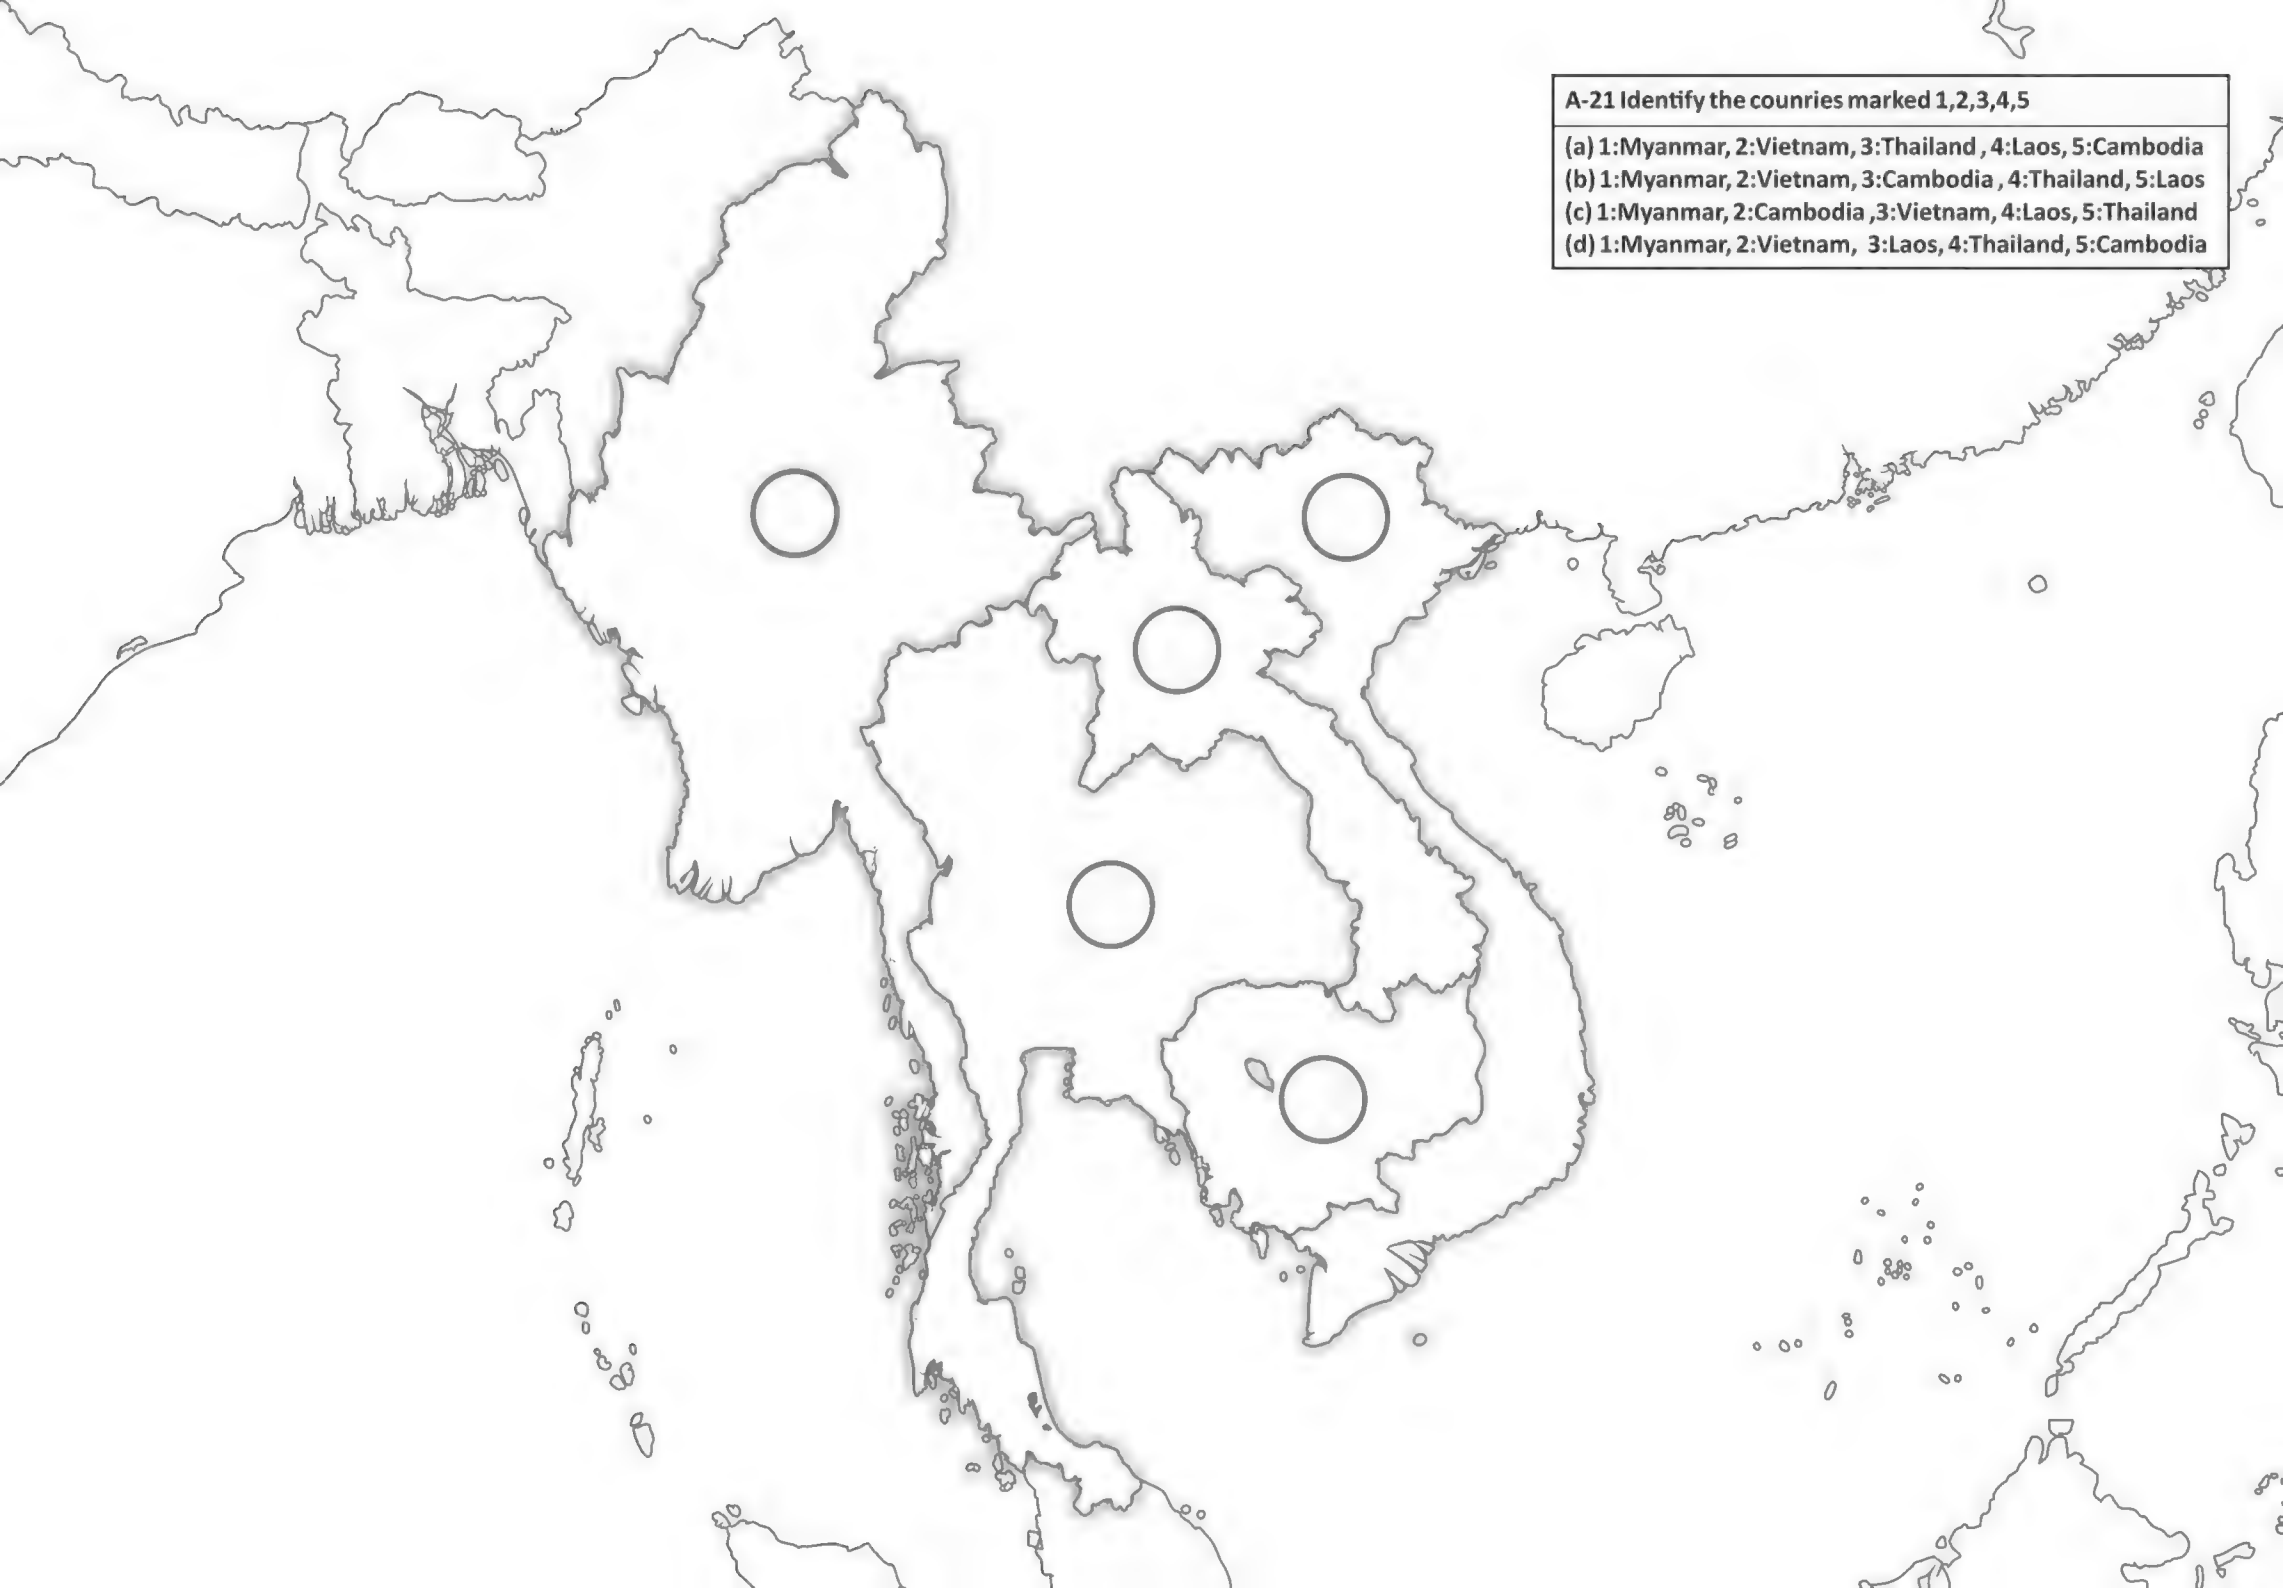 A-21 Identify the counries marked 1,2,3,4,5
(a) 1:Myanmar, 2:Vietnam, 3:Thailand , 4:Laos, 5:Cambodia
(b) 1:Myanmar, 2:Vietnam, 3:Cambodia , 4:Thailand, 5:Laos
(c) 1:Myanmar, 2:Cambodia ,3:Vietnam, 4:Laos, 5:Thailand
(d) 1:Myanmar, 2:Vietnam, 3:Laos, 4:Thailand, 5:Cambodia